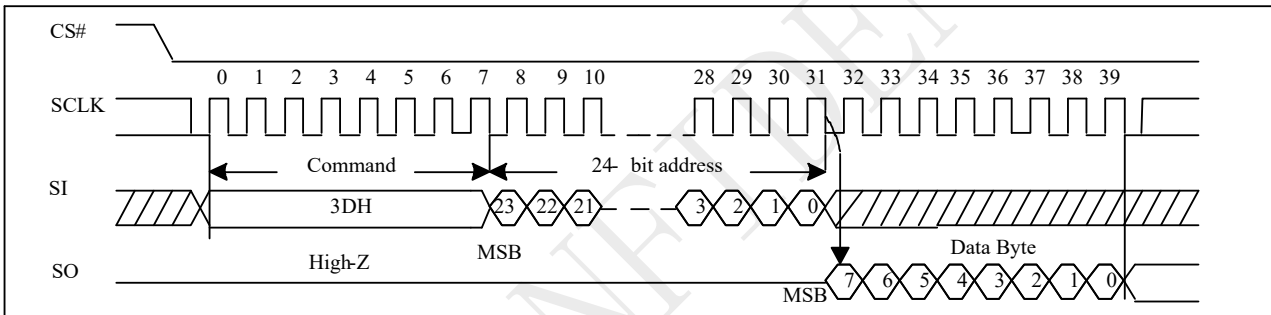 CS#
0 1 2 3 4 5 6 7 8 9 10 28 29 30 31 32 33 34 35 36 37 38 39
SCLK
Command 24- bit address
SI
3DH 23 22 21 3 2 1 0
MSB Data Byte
High-Z
SO
MSB 7 6 5 4 3 2 1 0